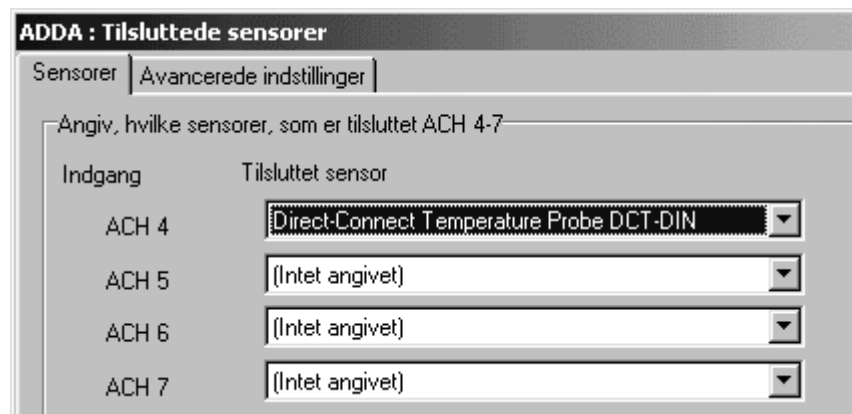 ADDA : Tilsluttede sensorer
Sensorer Avancerede indstillinger
Angiv, hvilke sensorer, som er tilsluttet ACH 4-7
Indgang Tilsluttet sensor
ACH 4 Direct-Connect Temperature Probe DCT-DIN
ACH 5 (Intet angivet)
ACH 6 (Intet angivet)
ACH 7 (Intet angivet)